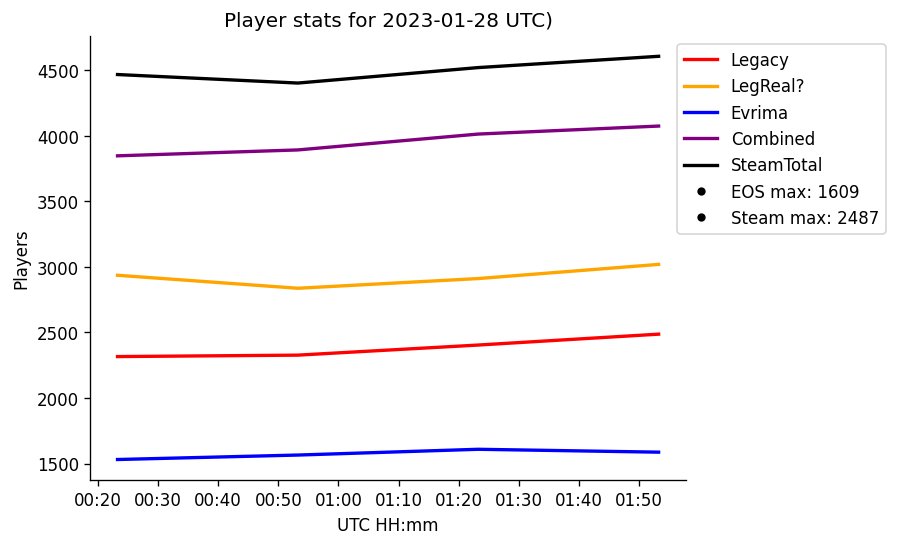 Player stats for 2023-01-28 UTC)
Players
4500
4000
3500
3000
2500
2000
1500
00:20 00:30 00:40 00:50 01:00 01:10 01:20 01:30 01:40 01:50
UTC HH:mm
Legacy
LegReal?
Evrima
Combined
SteamTotal
EOS max: 1609
Steam max: 2487